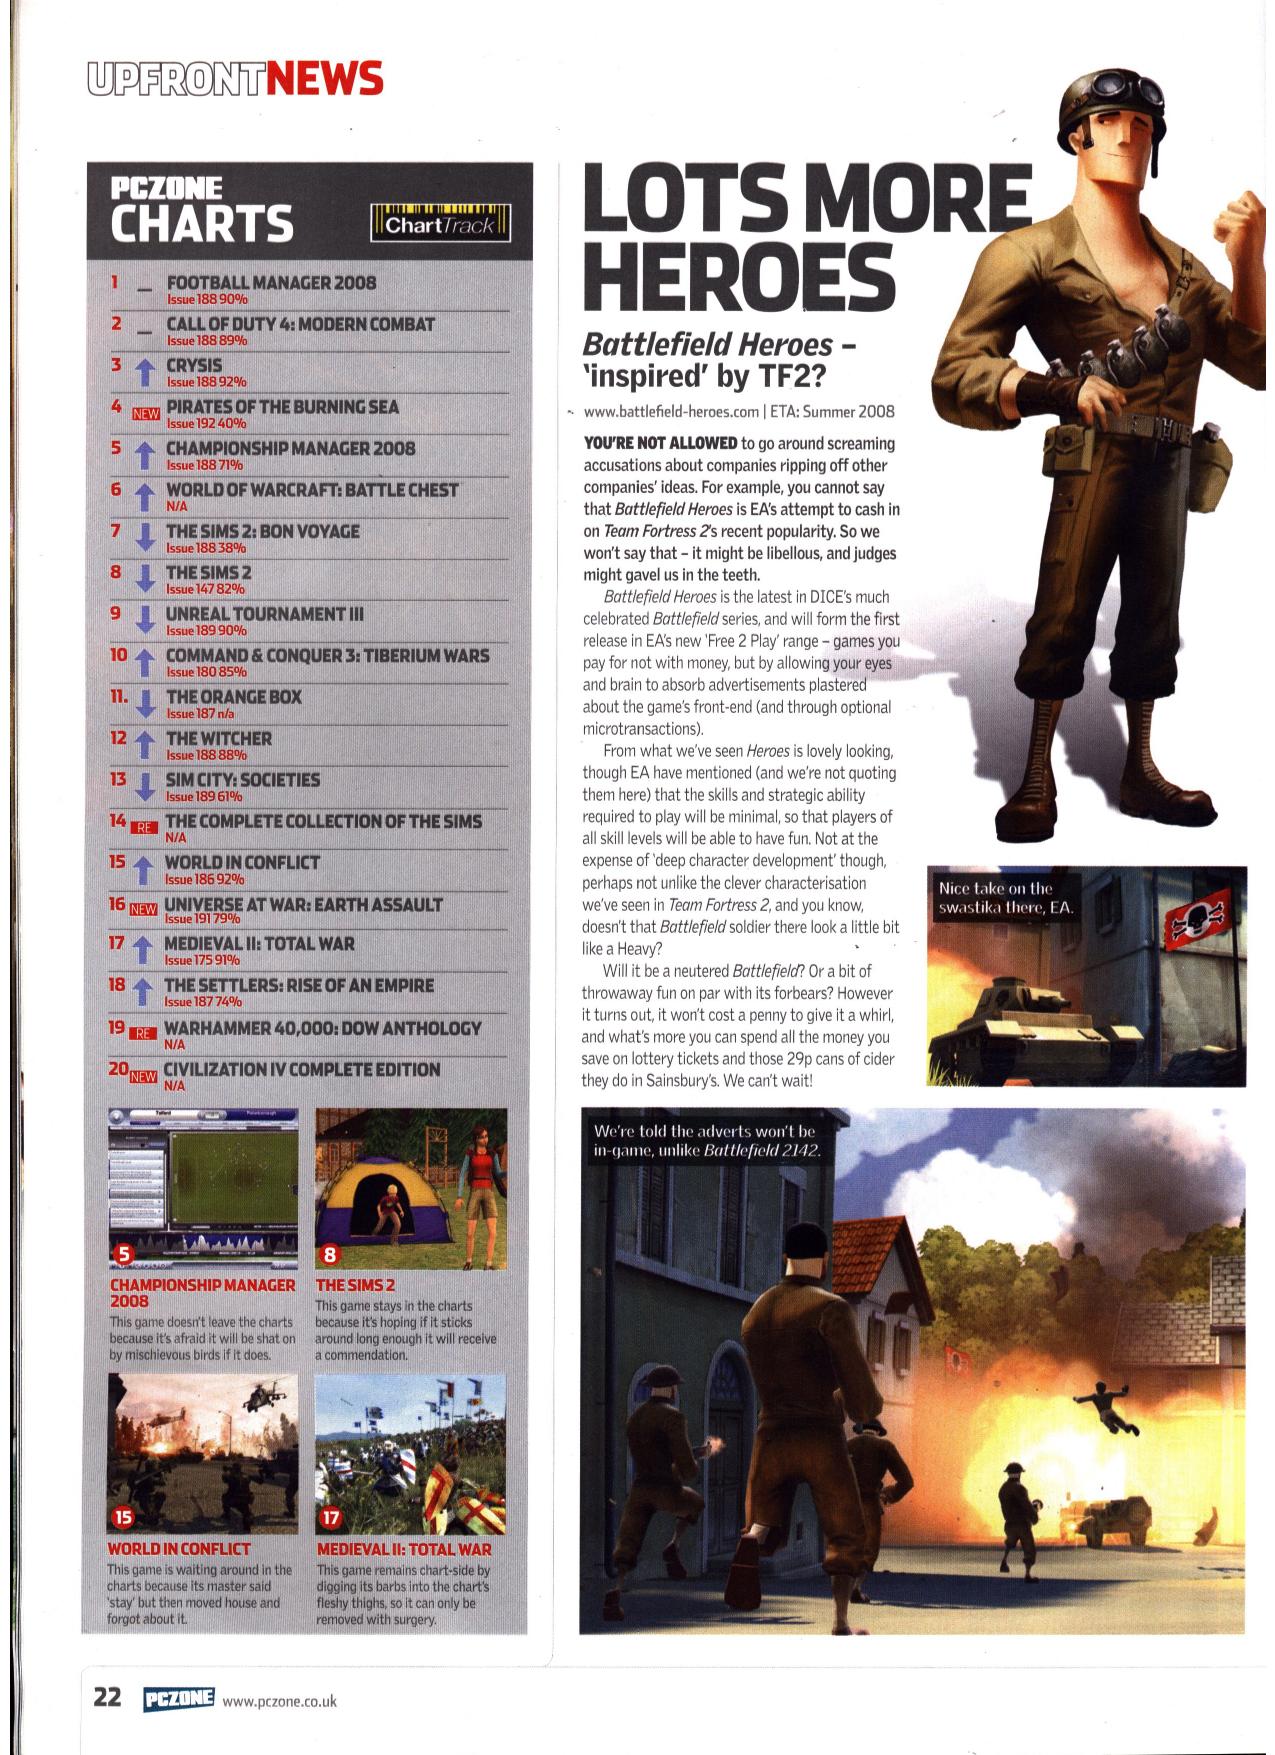 UPFRONTNEWS
PCZONE
CHARTS
ChartTrack
1 _ FOOTBALL MANAGER 2008
Issue 188 90%
2 _ CALL OF DUTY 4: MODERN COMBAT
Issue 188 89%
3 CRYSIS
Issue 188 92%
4 NEW PIRATES OF THE BURNING SEA
Issue 192 40%
5 CHAMPIONSHIP MANAGER 2008
Issue 188 71%
6 WORLD OF WARCRAFT: BATTLE CHEST
N/A
7 THE SIMS 2: BON VOYAGE
Issue 188 38%
8 THE SIMS 2
Issue 147 82%
9 UNREAL TOURNAMENT III
Issue 189 90%
10 COMMAND & CONQUER 3: TIBERIUM WARS
Issue 180 85%
11. THE ORANGE BOX
Issue 187 n/a
12 THE WITCHER
Issue 188 88%
13 SIM CITY: SOCIETIES
Issue 189 61%
14 RE THE COMPLETE COLLECTION OF THE SIMS
N/A
15 WORLD IN CONFLICT
Issue 186 92%
16 NEW UNIVERSE AT WAR: EARTH ASSAULT
Issue 191 79%
17 MEDIEVAL II: TOTAL WAR
Issue 175 91%
18 THE SETTLERS: RISE OF AN EMPIRE
Issue 187 74%
19 RE WARHAMMER 40,000: DOW ANTHOLOGY
N/A
20 NEW CIVILIZATION IV COMPLETE EDITION
N/A
5
CHAMPIONSHIP MANAGER
2008
This game doesn't leave the charts
because it's afraid it will be shat on
by mischievous birds if it does.
8
THE SIMS 2
This game stays in the charts
because it's hoping if it sticks
around long enough it will receive
a commendation.
15
WORLD IN CONFLICT
This game is waiting around in the
charts because its master said
'stay' but then moved house and
forgot about it.
17
MEDIEVAL II: TOTAL WAR
This game remains chart-side by
digging its barbs into the chart's
fleshy thighs, so it can only be
removed with surgery.
LOTS MORE
HEROES
Battlefield Heroes –
'inspired' by TF2?
www.battlefield-heroes.com | ETA: Summer 2008
YOU'RE NOT ALLOWED to go around screaming
accusations about companies ripping off other
companies' ideas. For example, you cannot say
that Battlefield Heroes is EA's attempt to cash in
on Team Fortress 2's recent popularity. So we
won't say that – it might be libellous, and judges
might gavel us in the teeth.
Battlefield Heroes is the latest in DICE's much
celebrated Battlefield series, and will form the first
release in EA's new 'Free 2 Play' range – games you
pay for not with money, but by allowing your eyes
and brain to absorb advertisements plastered
about the game's front-end (and through optional
microtransactions).
From what we've seen Heroes is lovely looking,
though EA have mentioned (and we're not quoting
them here) that the skills and strategic ability
required to play will be minimal, so that players of
all skill levels will be able to have fun. Not at the
expense of 'deep character development' though,
perhaps not unlike the clever characterisation
we've seen in Team Fortress 2, and you know,
doesn't that Battlefield soldier there look a little bit
like a Heavy?
Will it be a neutered Battlefield? Or a bit of
throwaway fun on par with its forbears? However
it turns out, it won't cost a penny to give it a whirl,
and what's more you can spend all the money you
save on lottery tickets and those 29p cans of cider
they do in Sainsbury's. We can't wait!
Nice take on the
swastika there, EA.
We're told the adverts won't be
in-game, unlike Battlefield 2142.
22 PCZONE www.pczone.co.uk